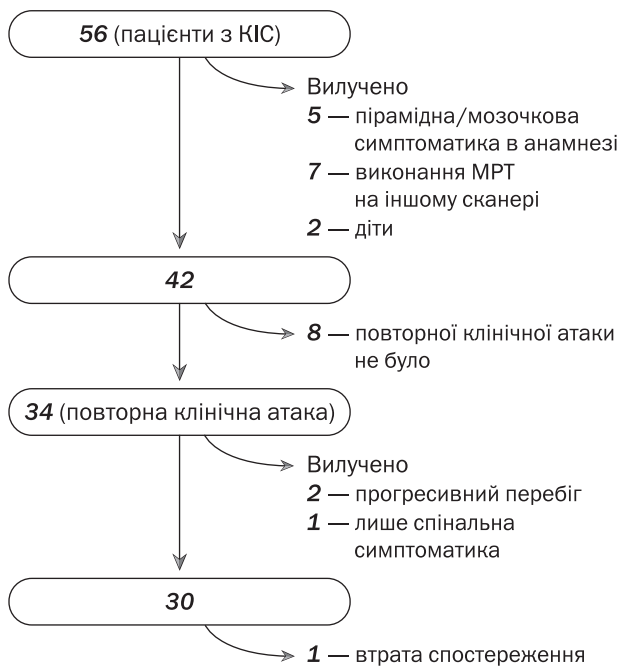 56 (пацієнти з КІС)
Вилучено
5 — пірамідна/мозочкова
симптоматика в анамнезі
7 — виконання МРТ
на іншому сканері
2 — діти
42
8 — повторної клінічної атаки
не було
34 (повторна клінічна атака)
Вилучено
2 — прогресивний перебіг
1 — лише спінальна
симптоматика
30
1 — втрата спостереження